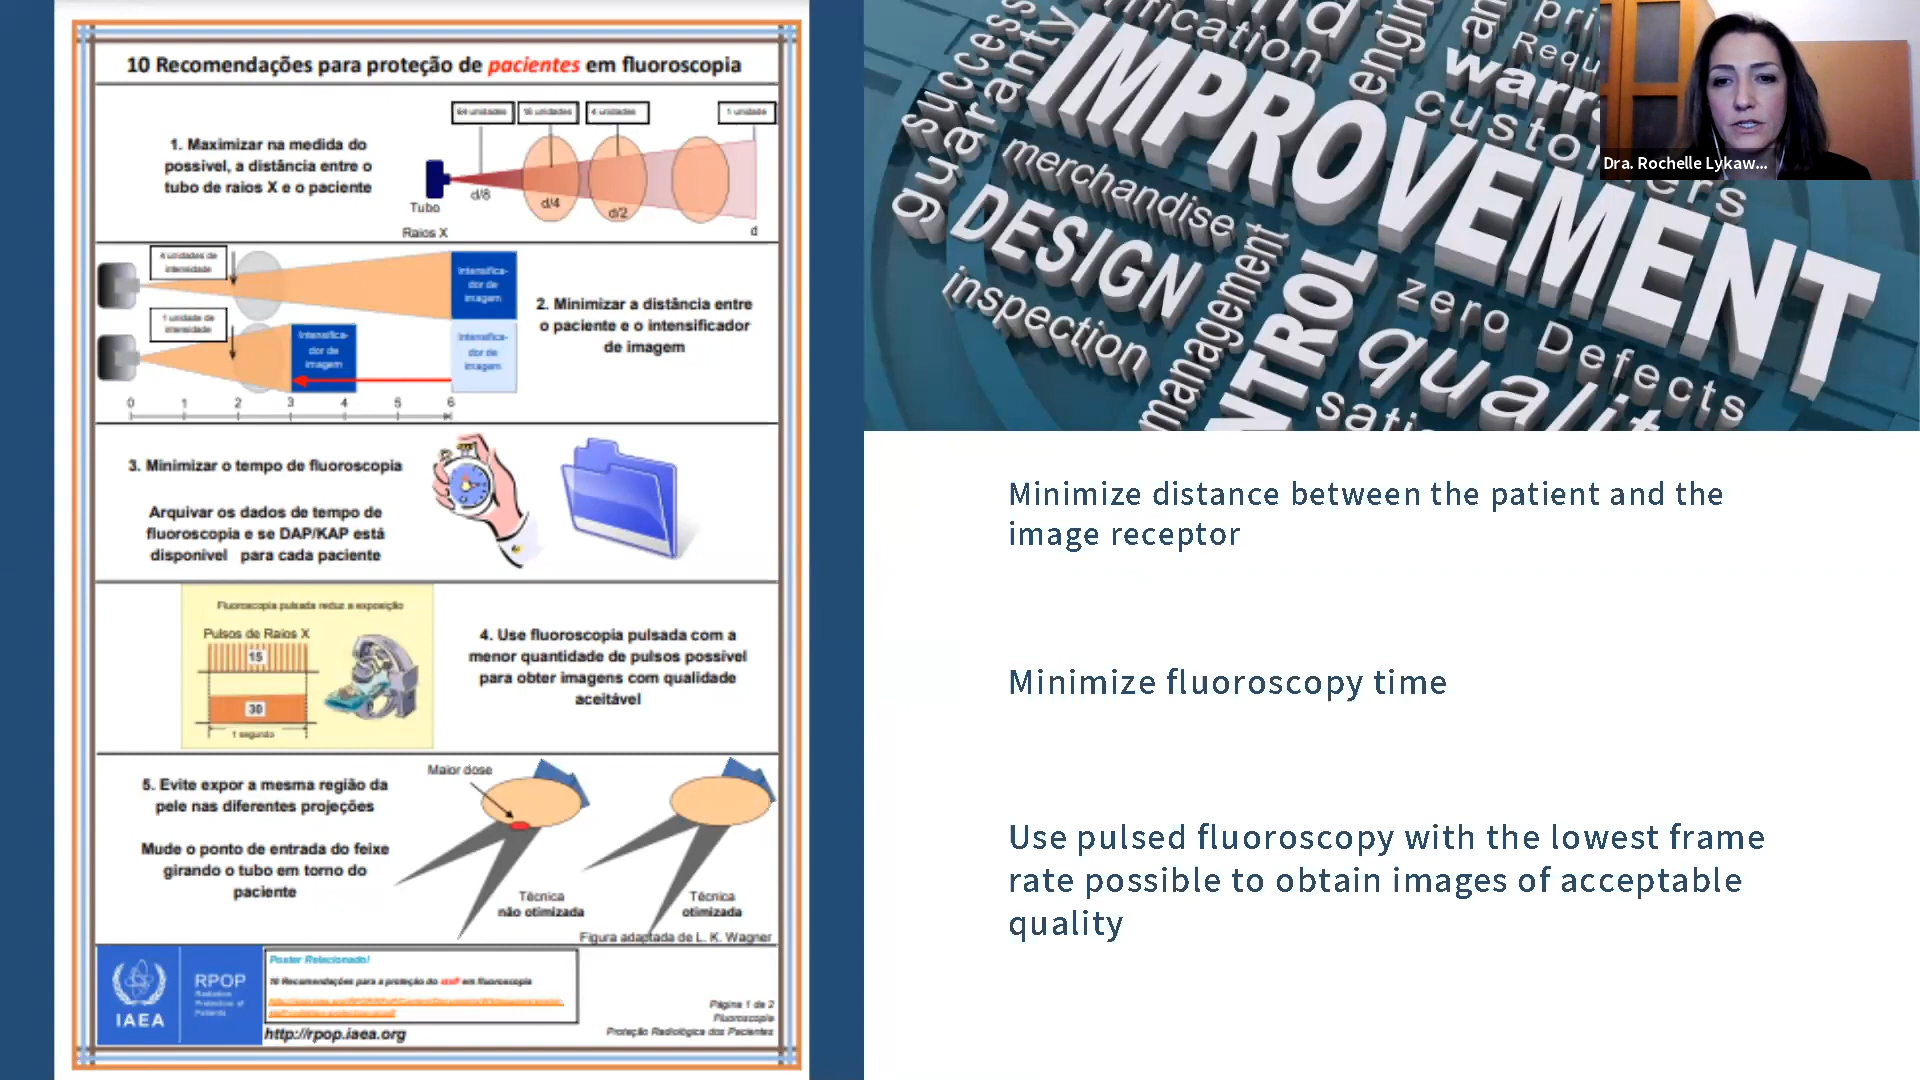 10 Recomendações para proteção de pacientes em fluoroscopia
1. Maximizar na medida do
possível, a distância entre o
tubo de raios X e o paciente
64 unidades
16 unidades
4 unidades
1 unidade
d/8
d/4
d/2
d
Tubo
Raios X
4 unidades de
intensidade
Intensifica-
dor de
imagem
1 unidade de
intensidade
Intensifica-
dor de
imagem
Intensifica-
dor de
imagem
0 1 2 3 4 5 6
2. Minimizar a distância entre
o paciente e o intensificador
de imagem
3. Minimizar o tempo de fluoroscopia
Arquivar os dados de tempo de
fluoroscopia e se DAP/KAP está
disponível para cada paciente
Fluoroscopia pulsada reduz a exposição
Pulsos de Raios X
15
30
1 segundo
4. Use fluoroscopia pulsada com a
menor quantidade de pulsos possível
para obter imagens com qualidade
aceitável
5. Evite expor a mesma região da
pele nas diferentes projeções
Mude o ponto de entrada do feixe
girando o tubo em torno do
paciente
Maior dose
Técnica
não otimizada
Técnica
otimizada
Figura adaptada de L. K. Wagner
IAEA
RPOP
Radiation
Protection of
Patients
Poster Relacionado!
10 Recomendações para a proteção do staff em fluoroscopia
http://rpop.iaea.org
Página 1 de 2
Fluoroscopia
Proteção Radiológica dos Pacientes
success
guaranty
engin
pri
Requ
warr
custo
ers
IMPROVEMENT
merchandise
DESIGN
inspection
management
NTROL
zero Defects
qualit
sati
Dra. Rochelle Lykaw...
Minimize distance between the patient and the
image receptor
Minimize fluoroscopy time
Use pulsed fluoroscopy with the lowest frame
rate possible to obtain images of acceptable
quality